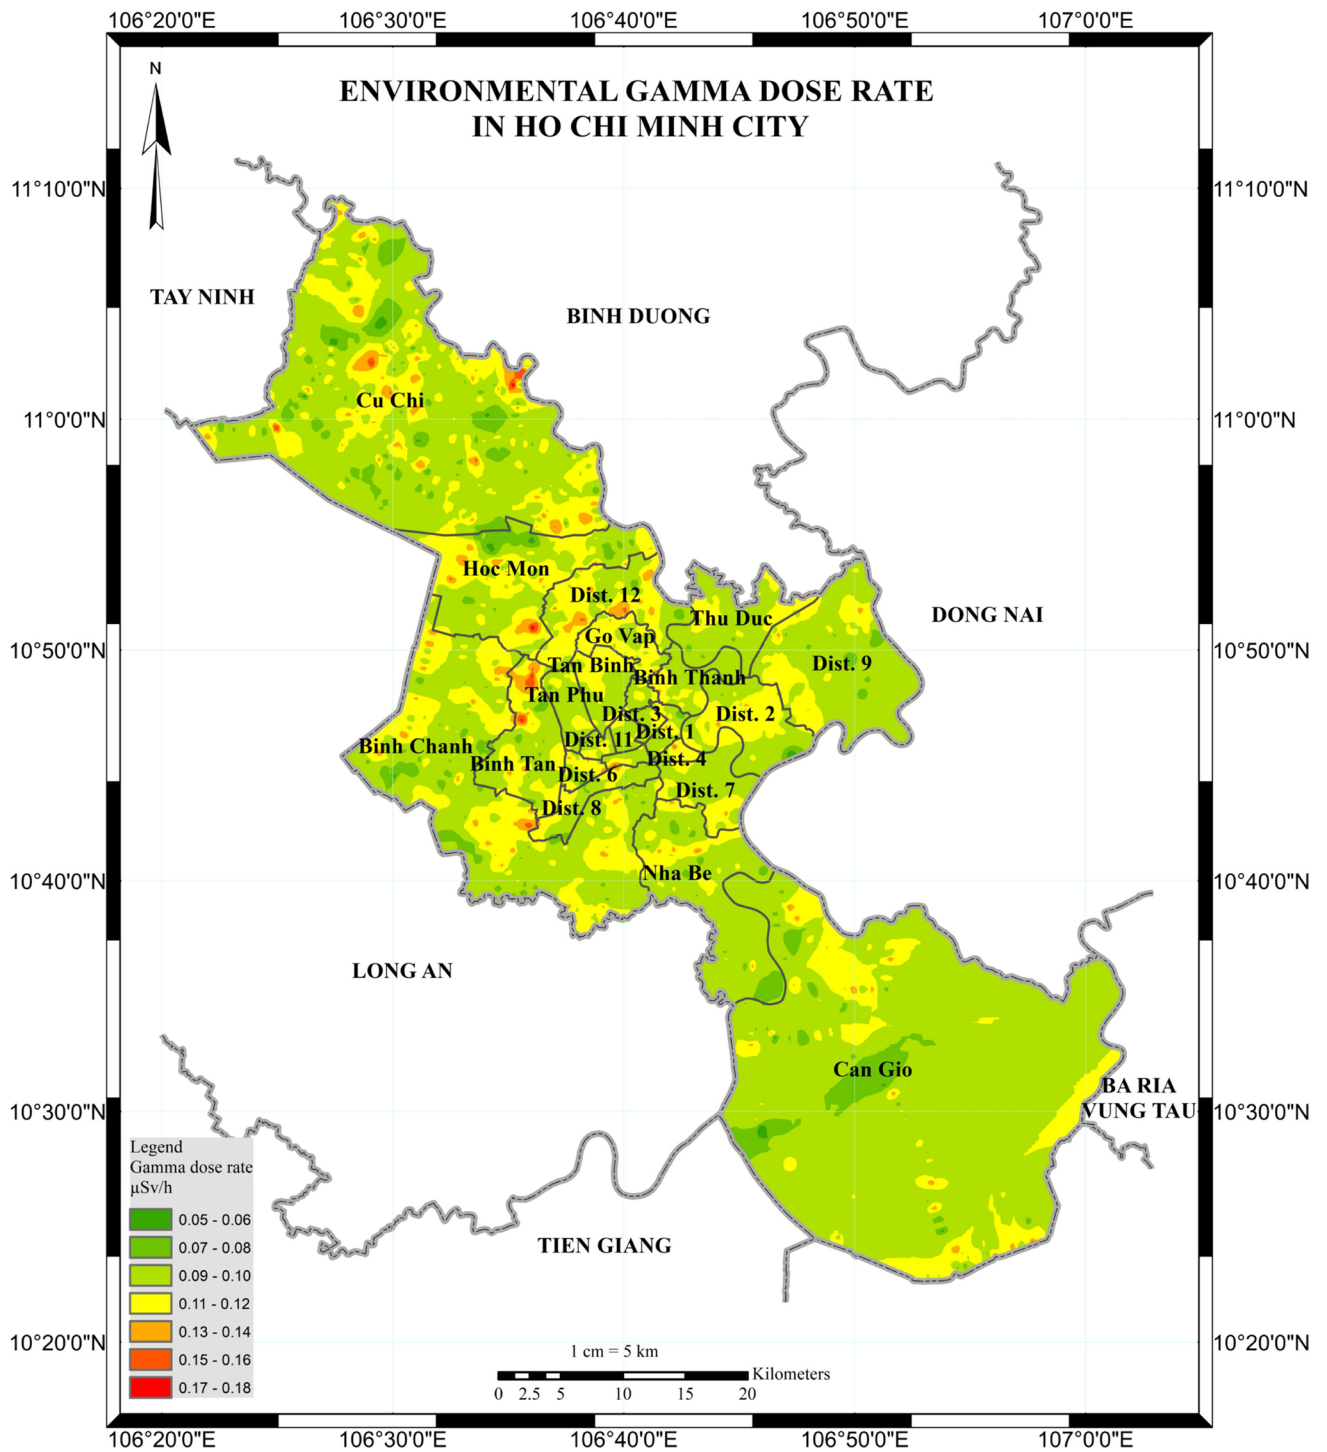 106°20'0"E 106°30'0"E 106°40'0"E 106°50'0"E 107°0'0"E
N
ENVIRONMENTAL GAMMA DOSE RATE
IN HO CHI MINH CITY
11°10'0"N 11°10'0"N
TAY NINH
BINH DUONG
Cu Chi
11°0'0"N 11°0'0"N
Hoc Mon
Dist. 12
DONG NAI
Thu Duc
Go Vap
10°50'0"N 10°50'0"N
Tan Binh
Dist. 9
Binh Thanh
Tan Phu
Dist. 3
Dist. 2
Dist. 1
Dist. 11
Binh Chanh
Dist. 4
Binh Tan
Dist. 6
Dist. 7
Dist. 8
Nha Be
10°40'0"N 10°40'0"N
LONG AN
Can Gio
BA RIA
VUNG TAU
10°30'0"N 10°30'0"N
TIEN GIANG
Legend
Gamma dose rate
µSv/h
0.05 - 0.06
0.07 - 0.08
0.09 - 0.10
0.11 - 0.12
0.13 - 0.14
0.15 - 0.16
0.17 - 0.18
10°20'0"N 10°20'0"N
1 cm = 5 km
Kilometers
0 2.5 5 10 15 20
106°20'0"E 106°30'0"E 106°40'0"E 106°50'0"E 107°0'0"E